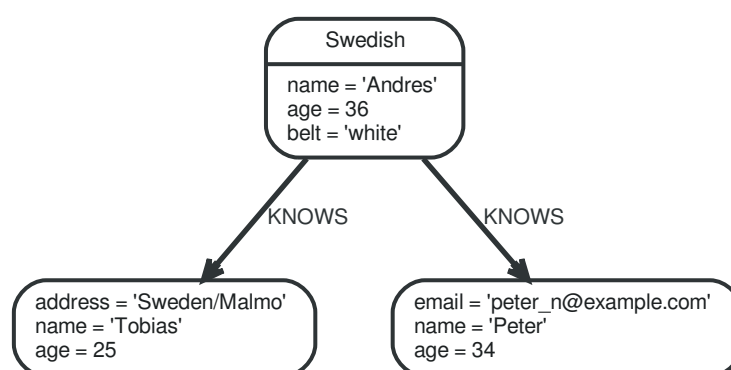 Swedish
name = 'Andres'
age = 36
belt = 'white'
KNOWS
KNOWS
address = 'Sweden/Malmo'
name = 'Tobias'
age = 25
email = 'peter_n@example.com'
name = 'Peter'
age = 34